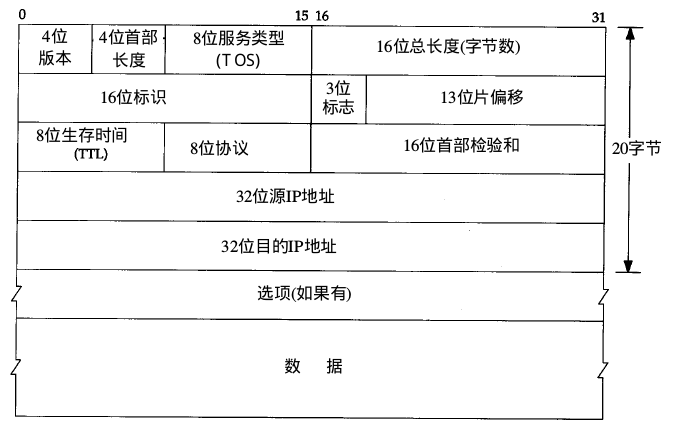 0 15 16 31
4位
版本
4位首部
长度
8位服务类型
(TOS)
16位总长度(字节数)
16位标识
3位
标志
13位片偏移
8位生存时间
(TTL)
8位协议
16位首部检验和
20字节
32位源IP地址
32位目的IP地址
选项(如果有)
数 据